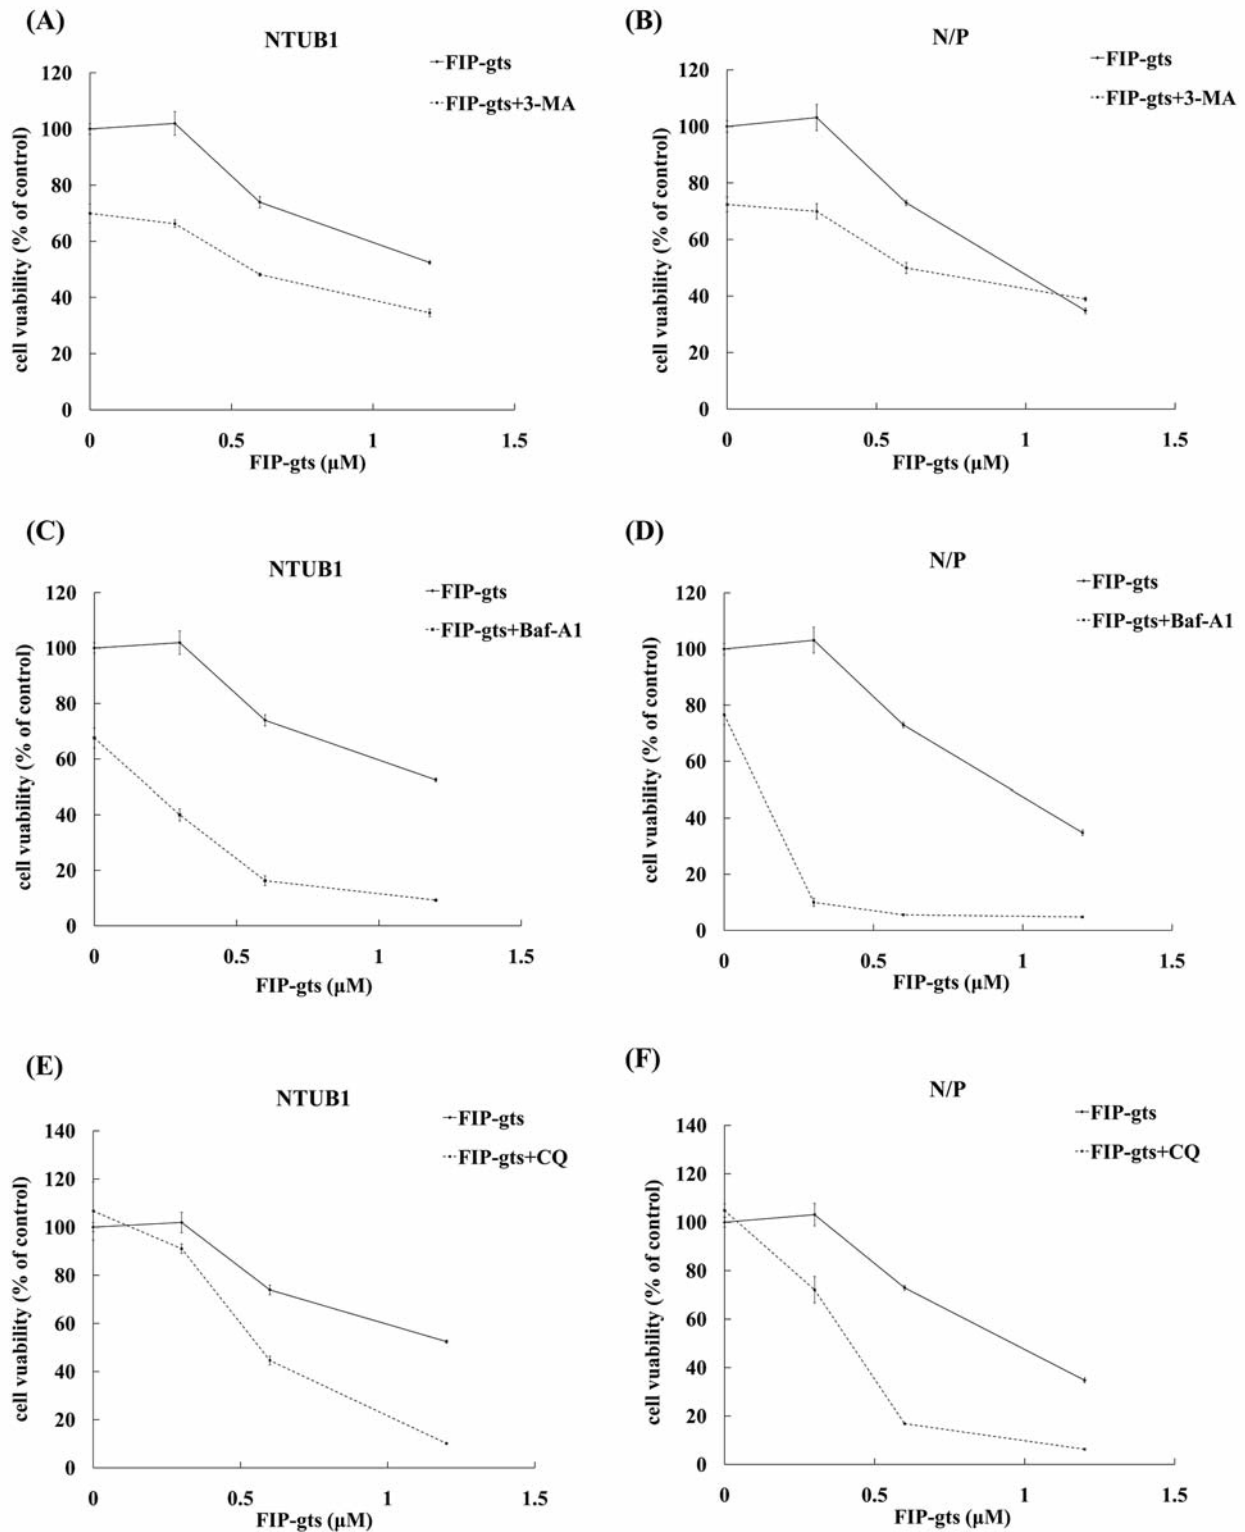 (A)
NTUB1
FIP-gts
FIP-gts+3-MA
cell vuability (% of control)
120
100
80
60
40
20
0
0 0.5 1 1.5
FIP-gts (µM)
(B)
N/P
FIP-gts
FIP-gts+3-MA
cell vuability (% of control)
120
100
80
60
40
20
0
0 0.5 1 1.5
FIP-gts (µM)
(C)
NTUB1
FIP-gts
FIP-gts+Baf-A1
cell vuability (% of control)
120
100
80
60
40
20
0
0 0.5 1 1.5
FIP-gts (µM)
(D)
N/P
FIP-gts
FIP-gts+Baf-A1
cell vuability (% of control)
120
100
80
60
40
20
0
0 0.5 1 1.5
FIP-gts (µM)
(E)
NTUB1
FIP-gts
FIP-gts+CQ
cell vuability (% of control)
140
120
100
80
60
40
20
0
0 0.5 1 1.5
FIP-gts (µM)
(F)
N/P
FIP-gts
FIP-gts+CQ
cell vuability (% of control)
140
120
100
80
60
40
20
0
0 0.5 1 1.5
FIP-gts (µM)